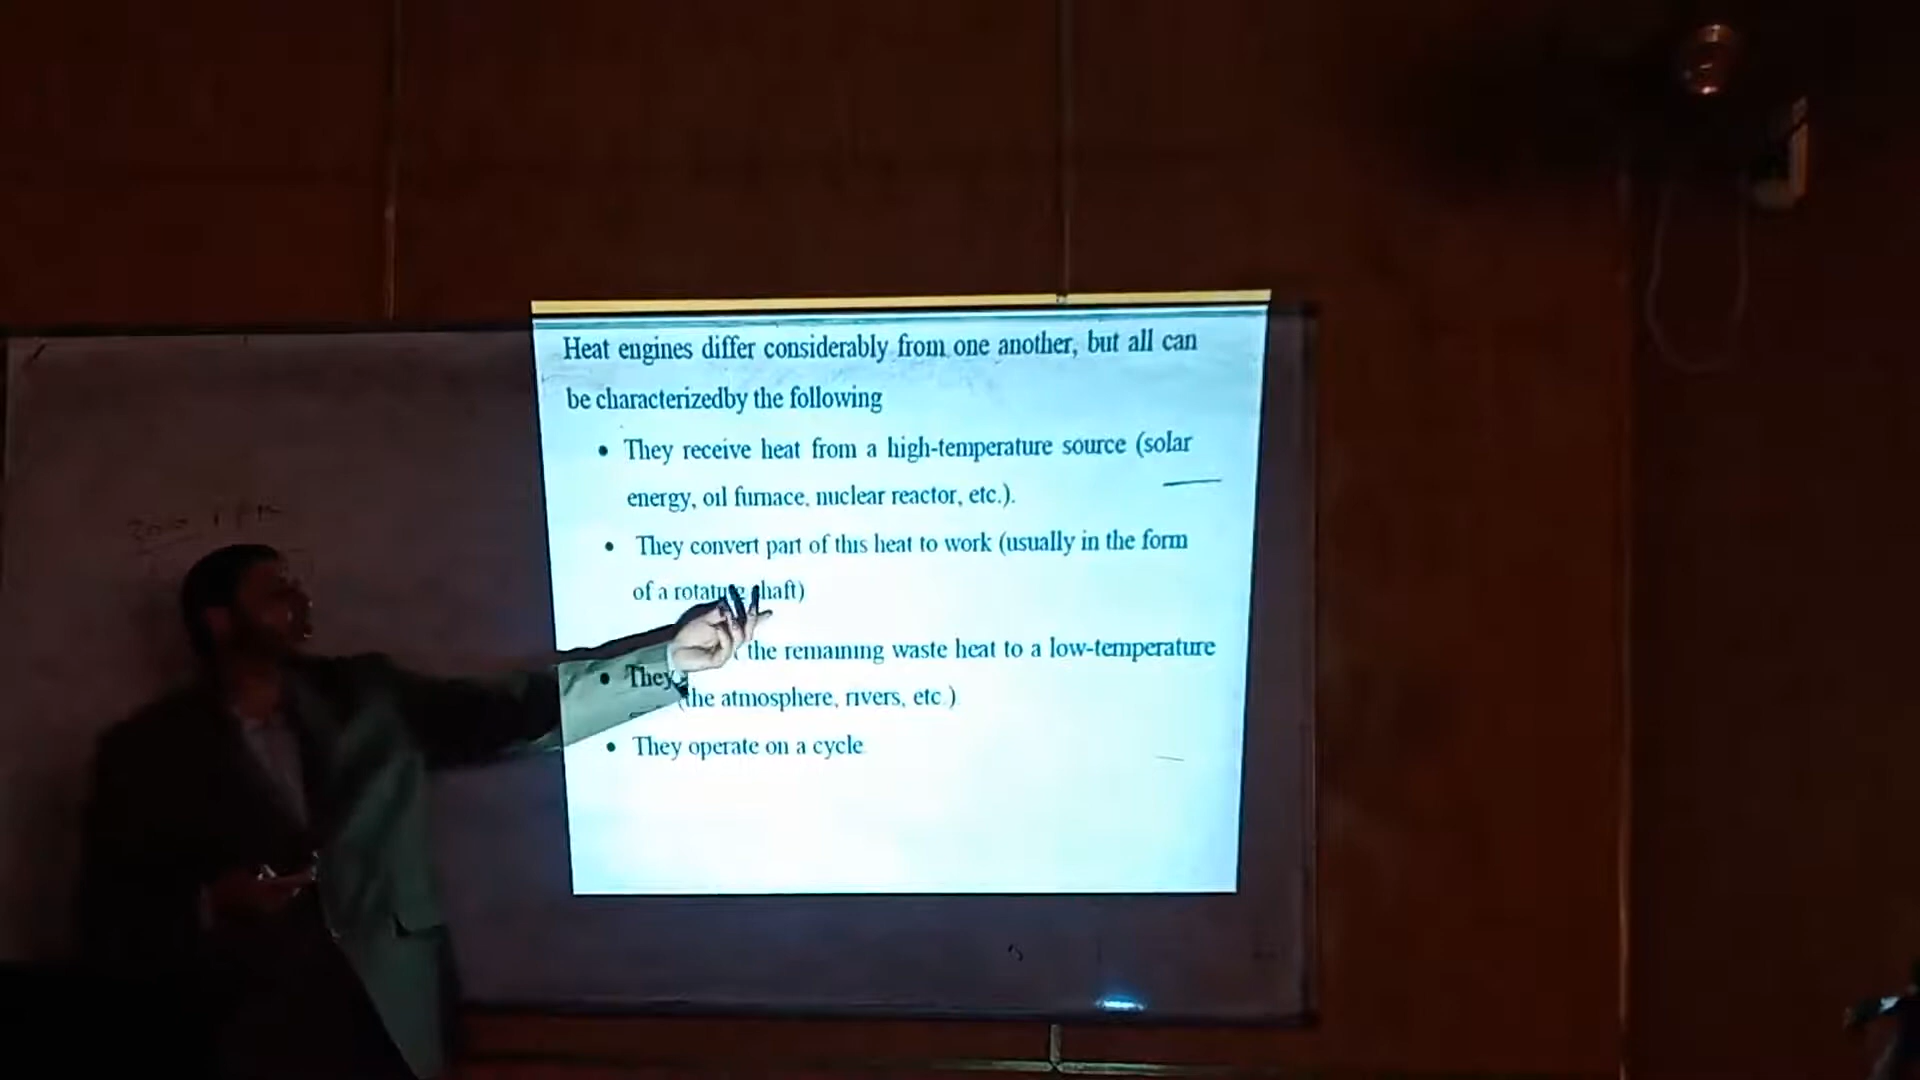 Heat engines differ considerably from one another, but all can
be characterizedby the following
• They receive heat from a high-temperature source (solar
energy, oil furnace, nuclear reactor, etc.).
• They convert part of this heat to work (usually in the form
of a rotating shaft)
• They the remaining waste heat to a low-temperature
(the atmosphere, rivers, etc.)
• They operate on a cycle